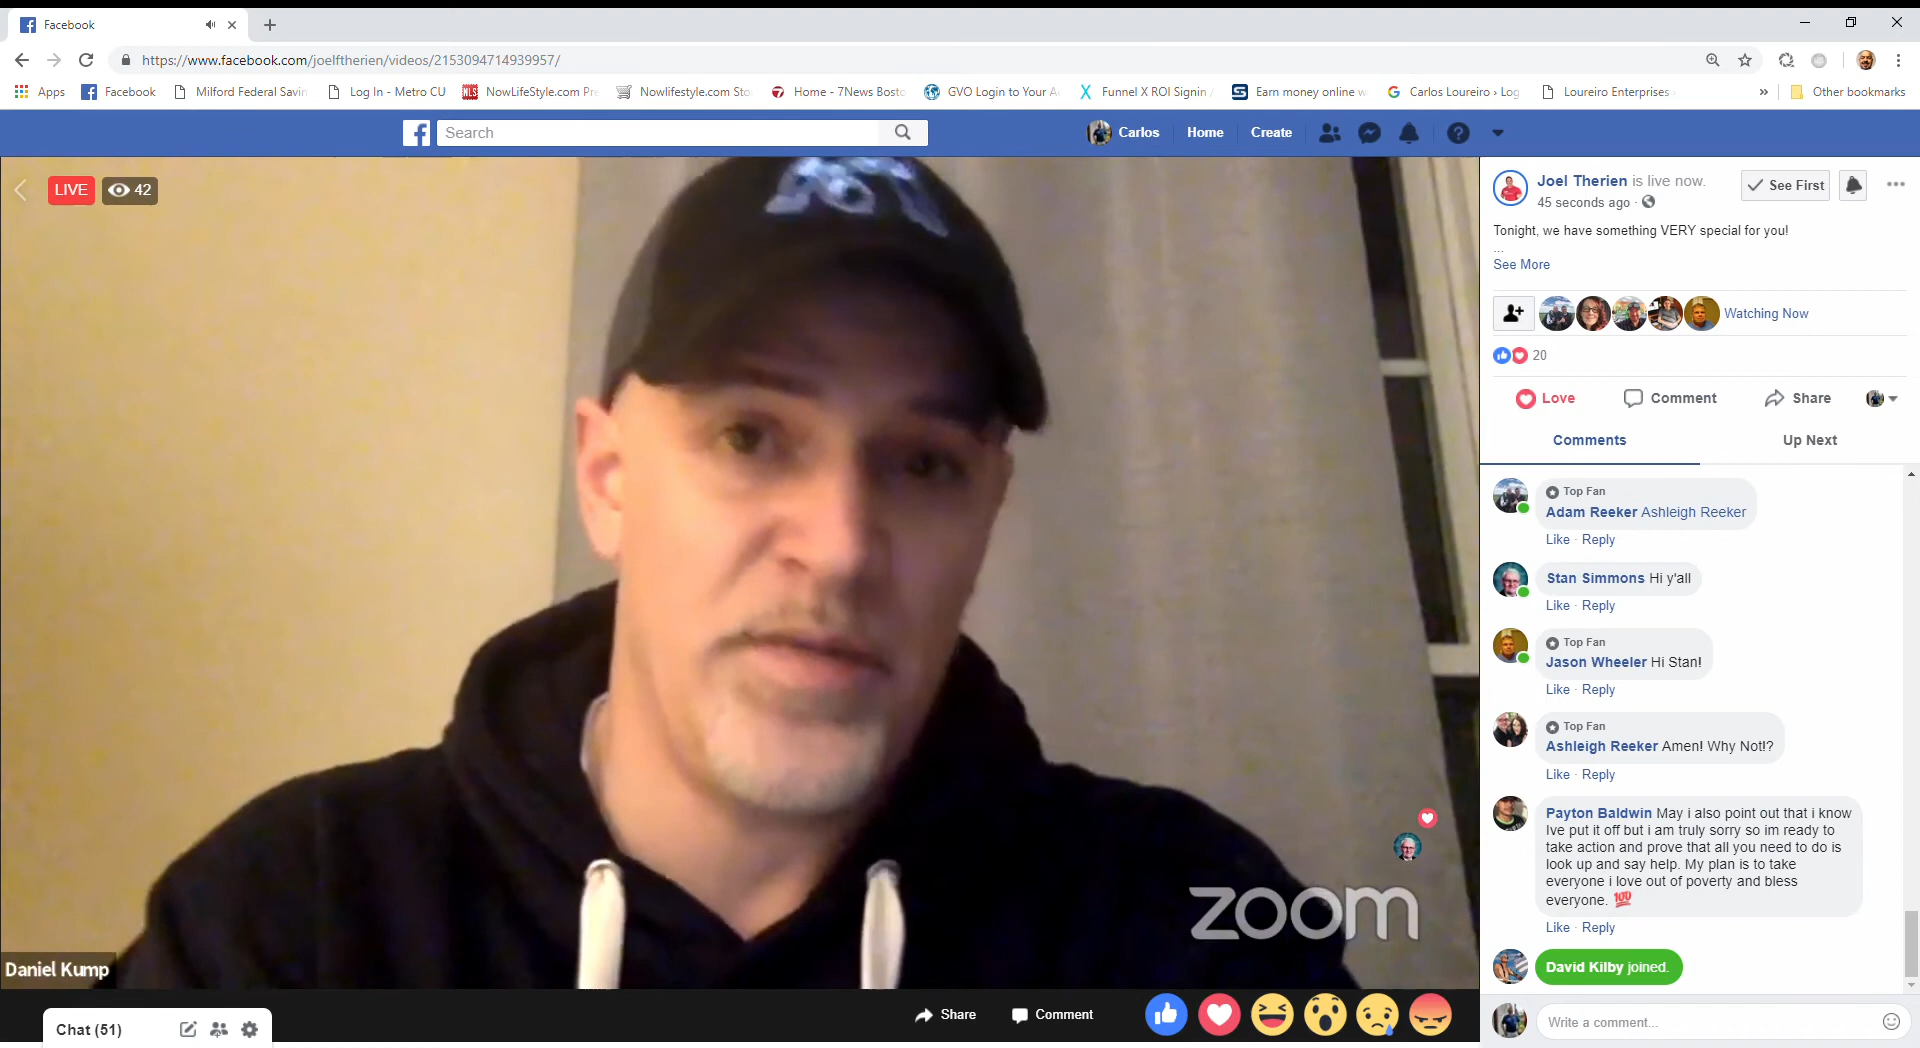 Facebook
https://www.facebook.com/joelftherien/videos/2153094714939957/
Apps
Facebook
Milford Federal Savin
Log In - Metro CU
NLS
NowLifeStyle.com Pre
Nowlifestyle.com Sto
Home - 7News Bosto
GVO Login to Your A
Funnel X ROI Signin /
Earn money online w
Carlos Loureiro › Log
Loureiro Enterprises
»
Other bookmarks
Search
Carlos
Home
Create
LIVE
42
Joel Therien is live now.
45 seconds ago ·
See First
Tonight, we have something VERY special for you!
...
See More
Watching Now
20
Love
Comment
Share
Comments
Up Next
Top Fan
Adam Reeker Ashleigh Reeker
Like · Reply
Stan Simmons Hi y'all
Like · Reply
Top Fan
Jason Wheeler Hi Stan!
Like · Reply
Top Fan
Ashleigh Reeker Amen! Why Not!?
Like · Reply
Payton Baldwin May i also point out that i know
Ive put it off but i am truly sorry so im ready to
take action and prove that all you need to do is
look up and say help. My plan is to take
everyone i love out of poverty and bless
everyone. 💯
Like · Reply
David Kilby joined.
Write a comment...
zoom
Daniel Kump
Share
Comment
Chat (51)